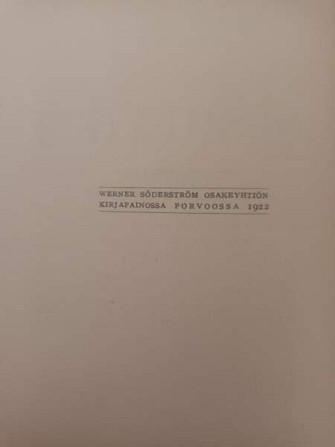 WERNER SÖDERSTRÖM OSAKEYHTIÖN
KIRJAPAINOSSA PORVOOSSA 1922